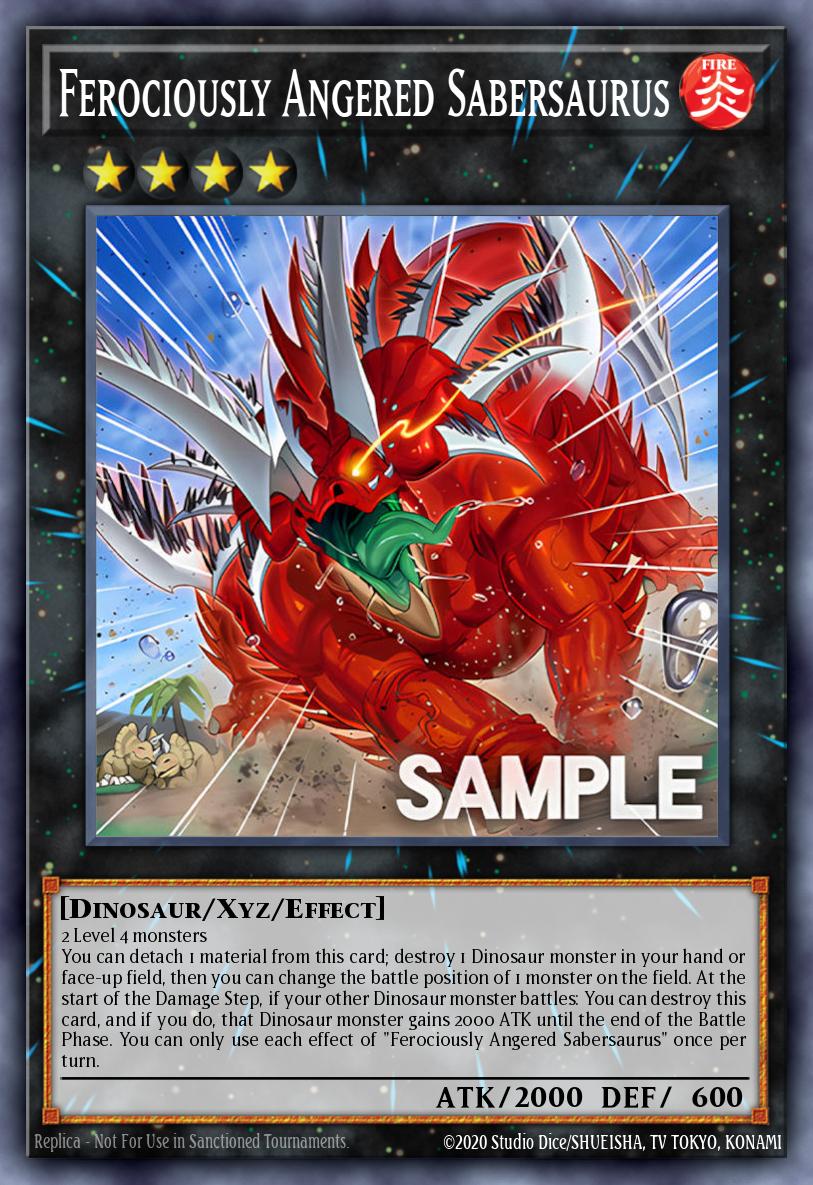 FEROCIOUSLY ANGERED SABERSAURUS
FIRE
炎
SAMPLE
[DINOSAUR/XYZ/EFFECT]
2 Level 4 monsters
You can detach 1 material from this card; destroy 1 Dinosaur monster in your hand or
face-up field, then you can change the battle position of 1 monster on the field. At the
start of the Damage Step, if your other Dinosaur monster battles: You can destroy this
card, and if you do, that Dinosaur monster gains 2000 ATK until the end of the Battle
Phase. You can only use each effect of "Ferociously Angered Sabersaurus" once per
turn.
ATK/2000 DEF/ 600
Replica - Not For Use in Sanctioned Tournaments.
©2020 Studio Dice/SHUEISHA, TV TOKYO, KONAMI